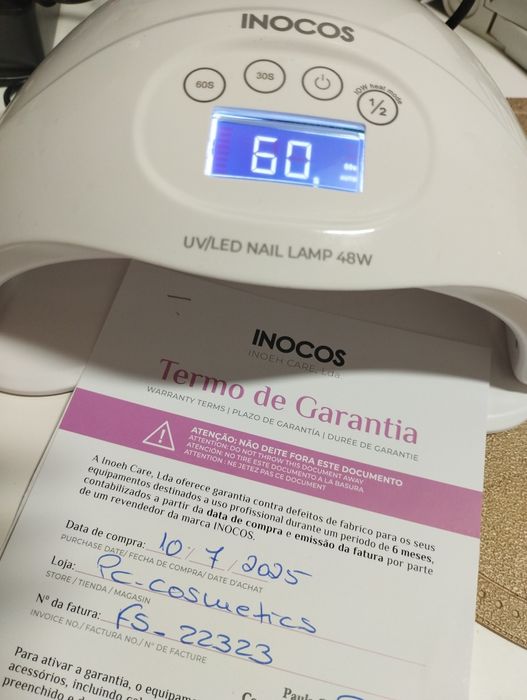 INOCOS
60S
30S
LOW heat mode
1/2
60.
UV/LED NAIL LAMP 48W
INOCOS
INOEH CARE, Lda.
Termo de Garantia
WARRANTY TERMS | PLAZO DE GARANTÍA | DURÉE DE GARANTIE
ATENÇÃO: NÃO DEITE FORA ESTE DOCUMENTO
ATTENTION: DO NOT THROW THIS DOCUMENT AWAY
ATENCIÓN: NO TIRE ESTE DOCUMENTO A LA BASURA
ATTENTION : NE JETEZ PAS CE DOCUMENT
A Inoeh Care, Lda oferece garantia contra defeitos de fabrico para os seus
equipamentos destinados a uso profissional durante um período de 6 meses,
contabilizados a partir da data de compra e emissão da fatura por parte
de um revendedor da marca INOCOS.
Data de compra: 10/7/2025
PURCHASE DATE/ FECHA DE COMPRA/ DATE D'ACHAT
Loja: PC-cosmetics
STORE / TIENDA / MAGASIN
Nº da fatura: FS-22323
INVOICE NO./ FACTURA NO./ N° DE FACTURE
Para ativar a garantia, o equipam
acessórios, incluindo
preenchido e